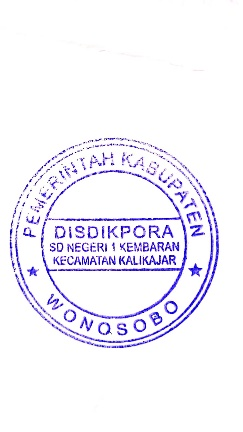 PEMERINTAH KABUPATEN
DISDIKPORA
SD NEGERI 1 KEMBARAN
KECAMATAN KALIKAJAR
WONOSOBO